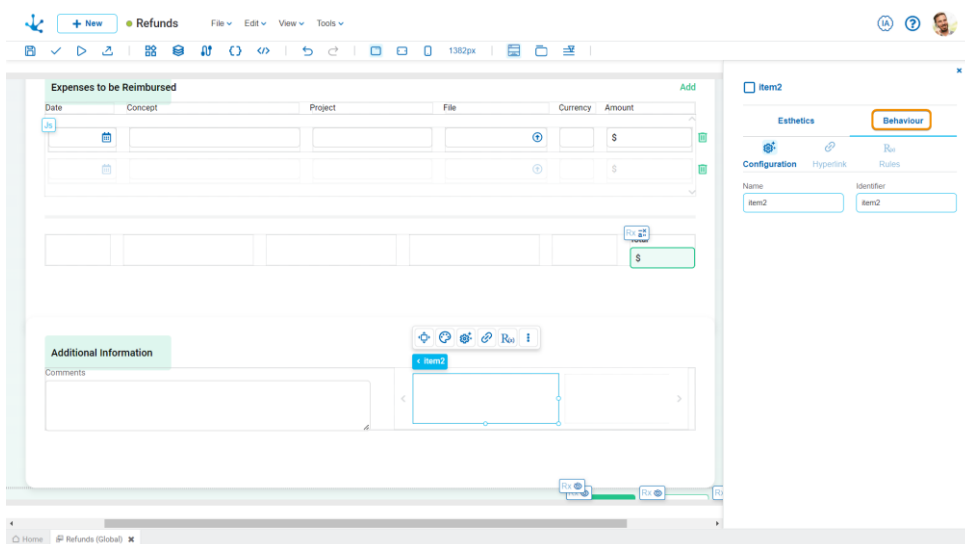 + New Refunds File Edit View Tools (IA) ?
1382px
Expenses to be Reimbursed Add
Date Concept Project File Currency Amount
Js
$
$
Rx
$
Additional Information
Comments
R(x)
‹ item2
Rx Rx
Home Refunds (Global) ✖
item2
Esthetics Behaviour
R(x)
Configuration Hyperlink Rules
Name Identifier
item2 item2